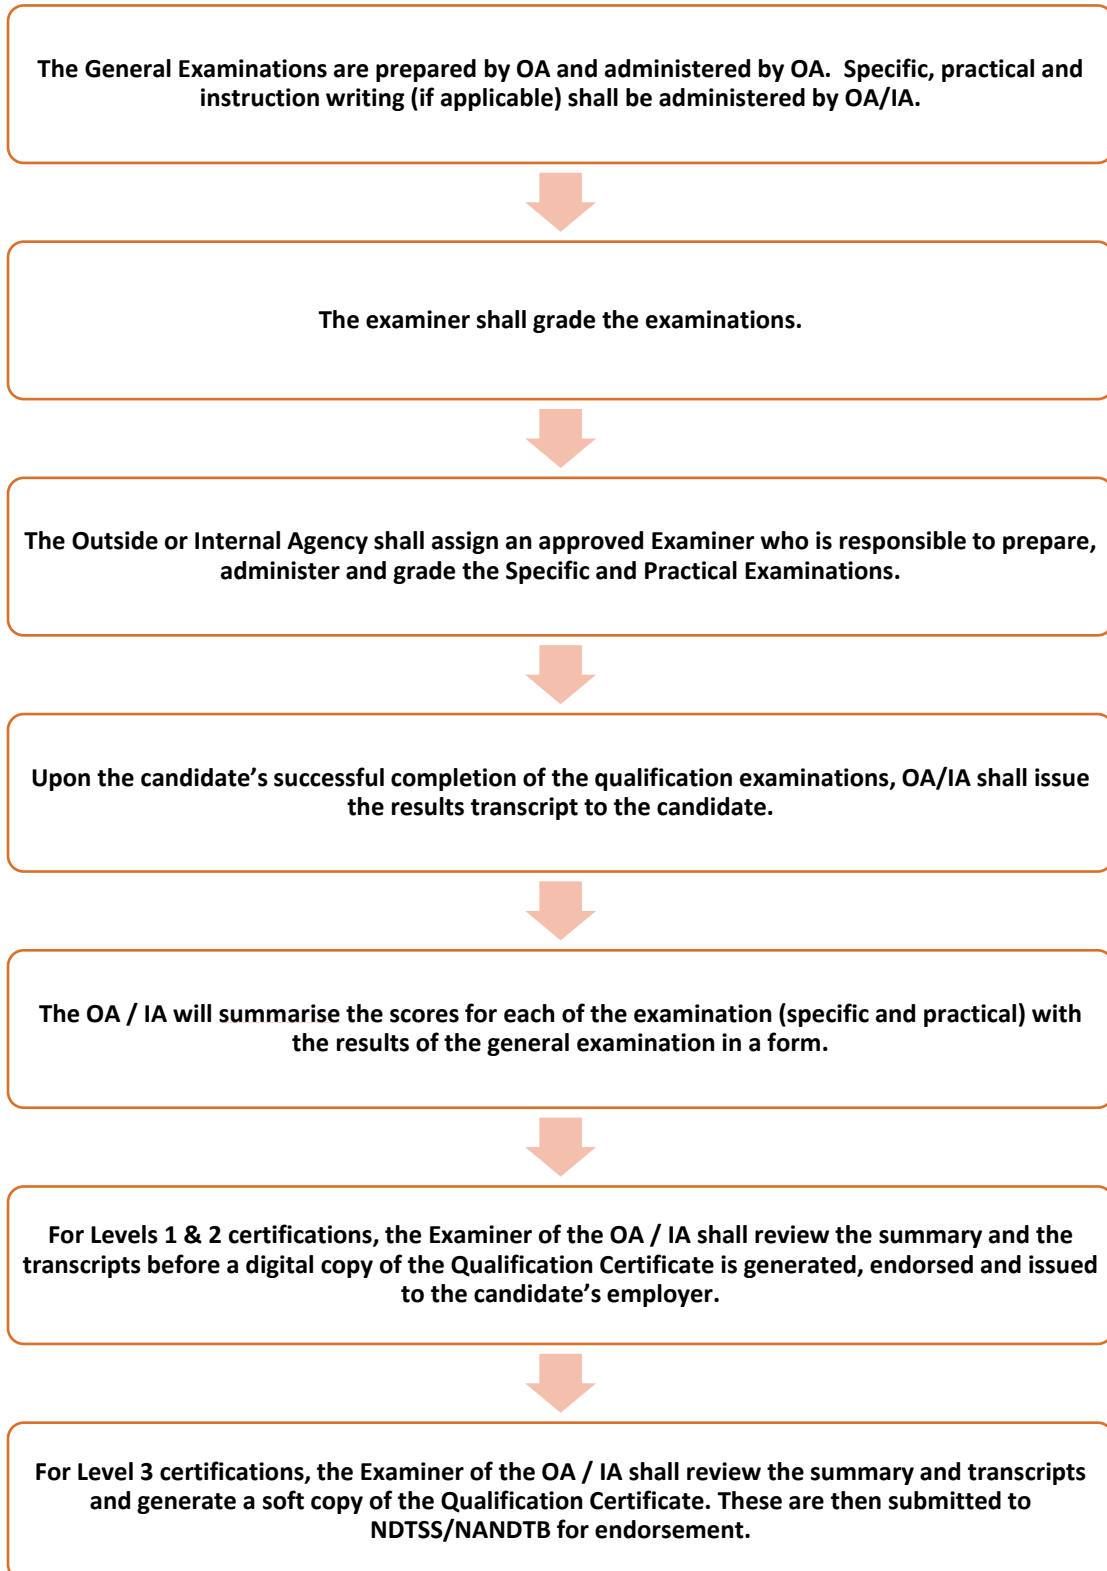 The General Examinations are prepared by OA and administered by OA.  Specific, practical and
instruction writing (if applicable) shall be administered by OA/IA.
The examiner shall grade the examinations.
The Outside or Internal Agency shall assign an approved Examiner who is responsible to prepare,
administer and grade the Specific and Practical Examinations.
Upon the candidate’s successful completion of the qualification examinations, OA/IA shall issue
the results transcript to the candidate.
The OA / IA will summarise the scores for each of the examination (specific and practical) with
the results of the general examination in a form.
For Levels 1 & 2 certifications, the Examiner of the OA / IA shall review the summary and the
transcripts before a digital copy of the Qualification Certificate is generated, endorsed and issued
to the candidate’s employer.
For Level 3 certifications, the Examiner of the OA / IA shall review the summary and transcripts
and generate a soft copy of the Qualification Certificate. These are then submitted to
NDTSS/NANDTB for endorsement.